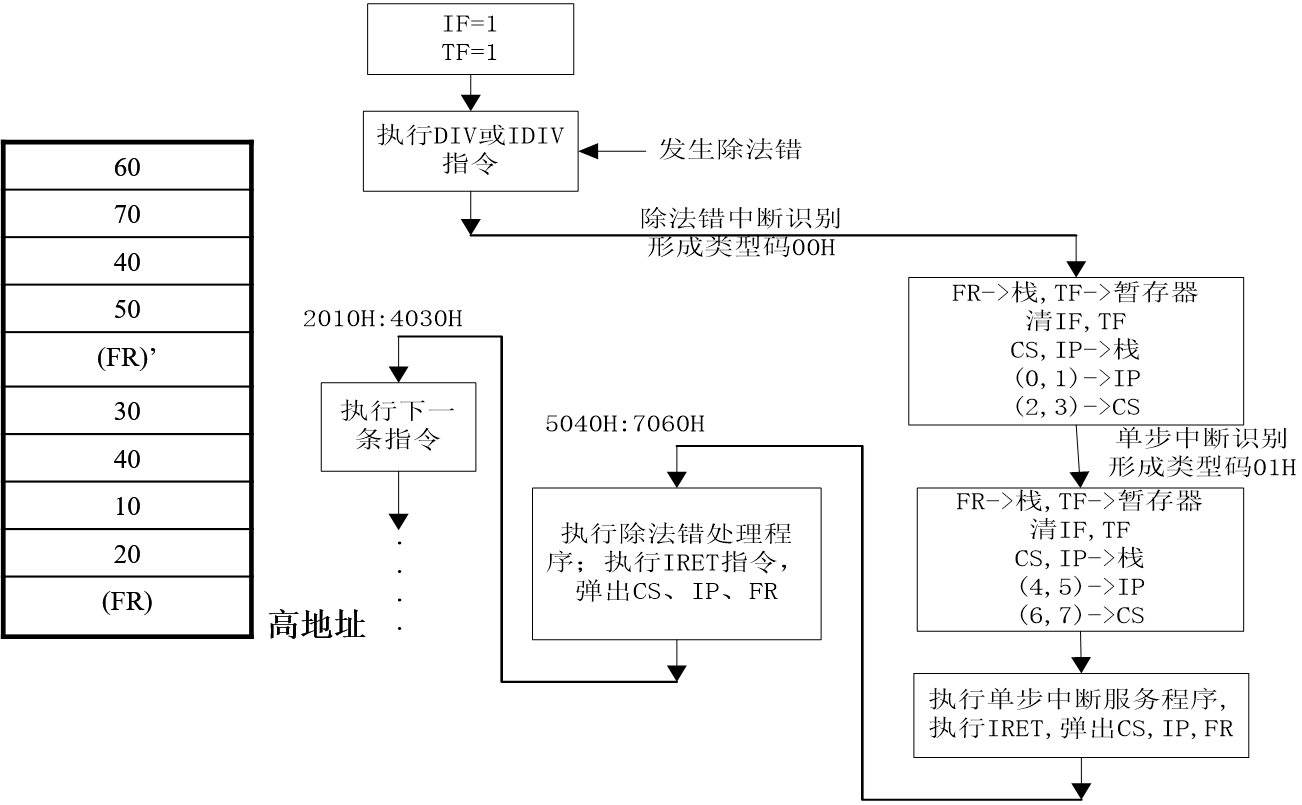 IF=1
TF=1
执行DIV或IDIV
指令
发生除法错
除法错中断识别
形成类型码00H
60
70
40
50
(FR)’
30
40
10
20
(FR)
高地址
2010H:4030H
执行下一
条指令
5040H:7060H
执行除法错处理程
序；执行IRET指令，
弹出CS、IP、FR
FR->栈,TF->暂存器
清IF,TF
CS,IP->栈
(0,1)->IP
(2,3)->CS
单步中断识别
形成类型码01H
FR->栈,TF->暂存器
清IF,TF
CS,IP->栈
(4,5)->IP
(6,7)->CS
执行单步中断服务程序,
执行IRET,弹出CS,IP,FR